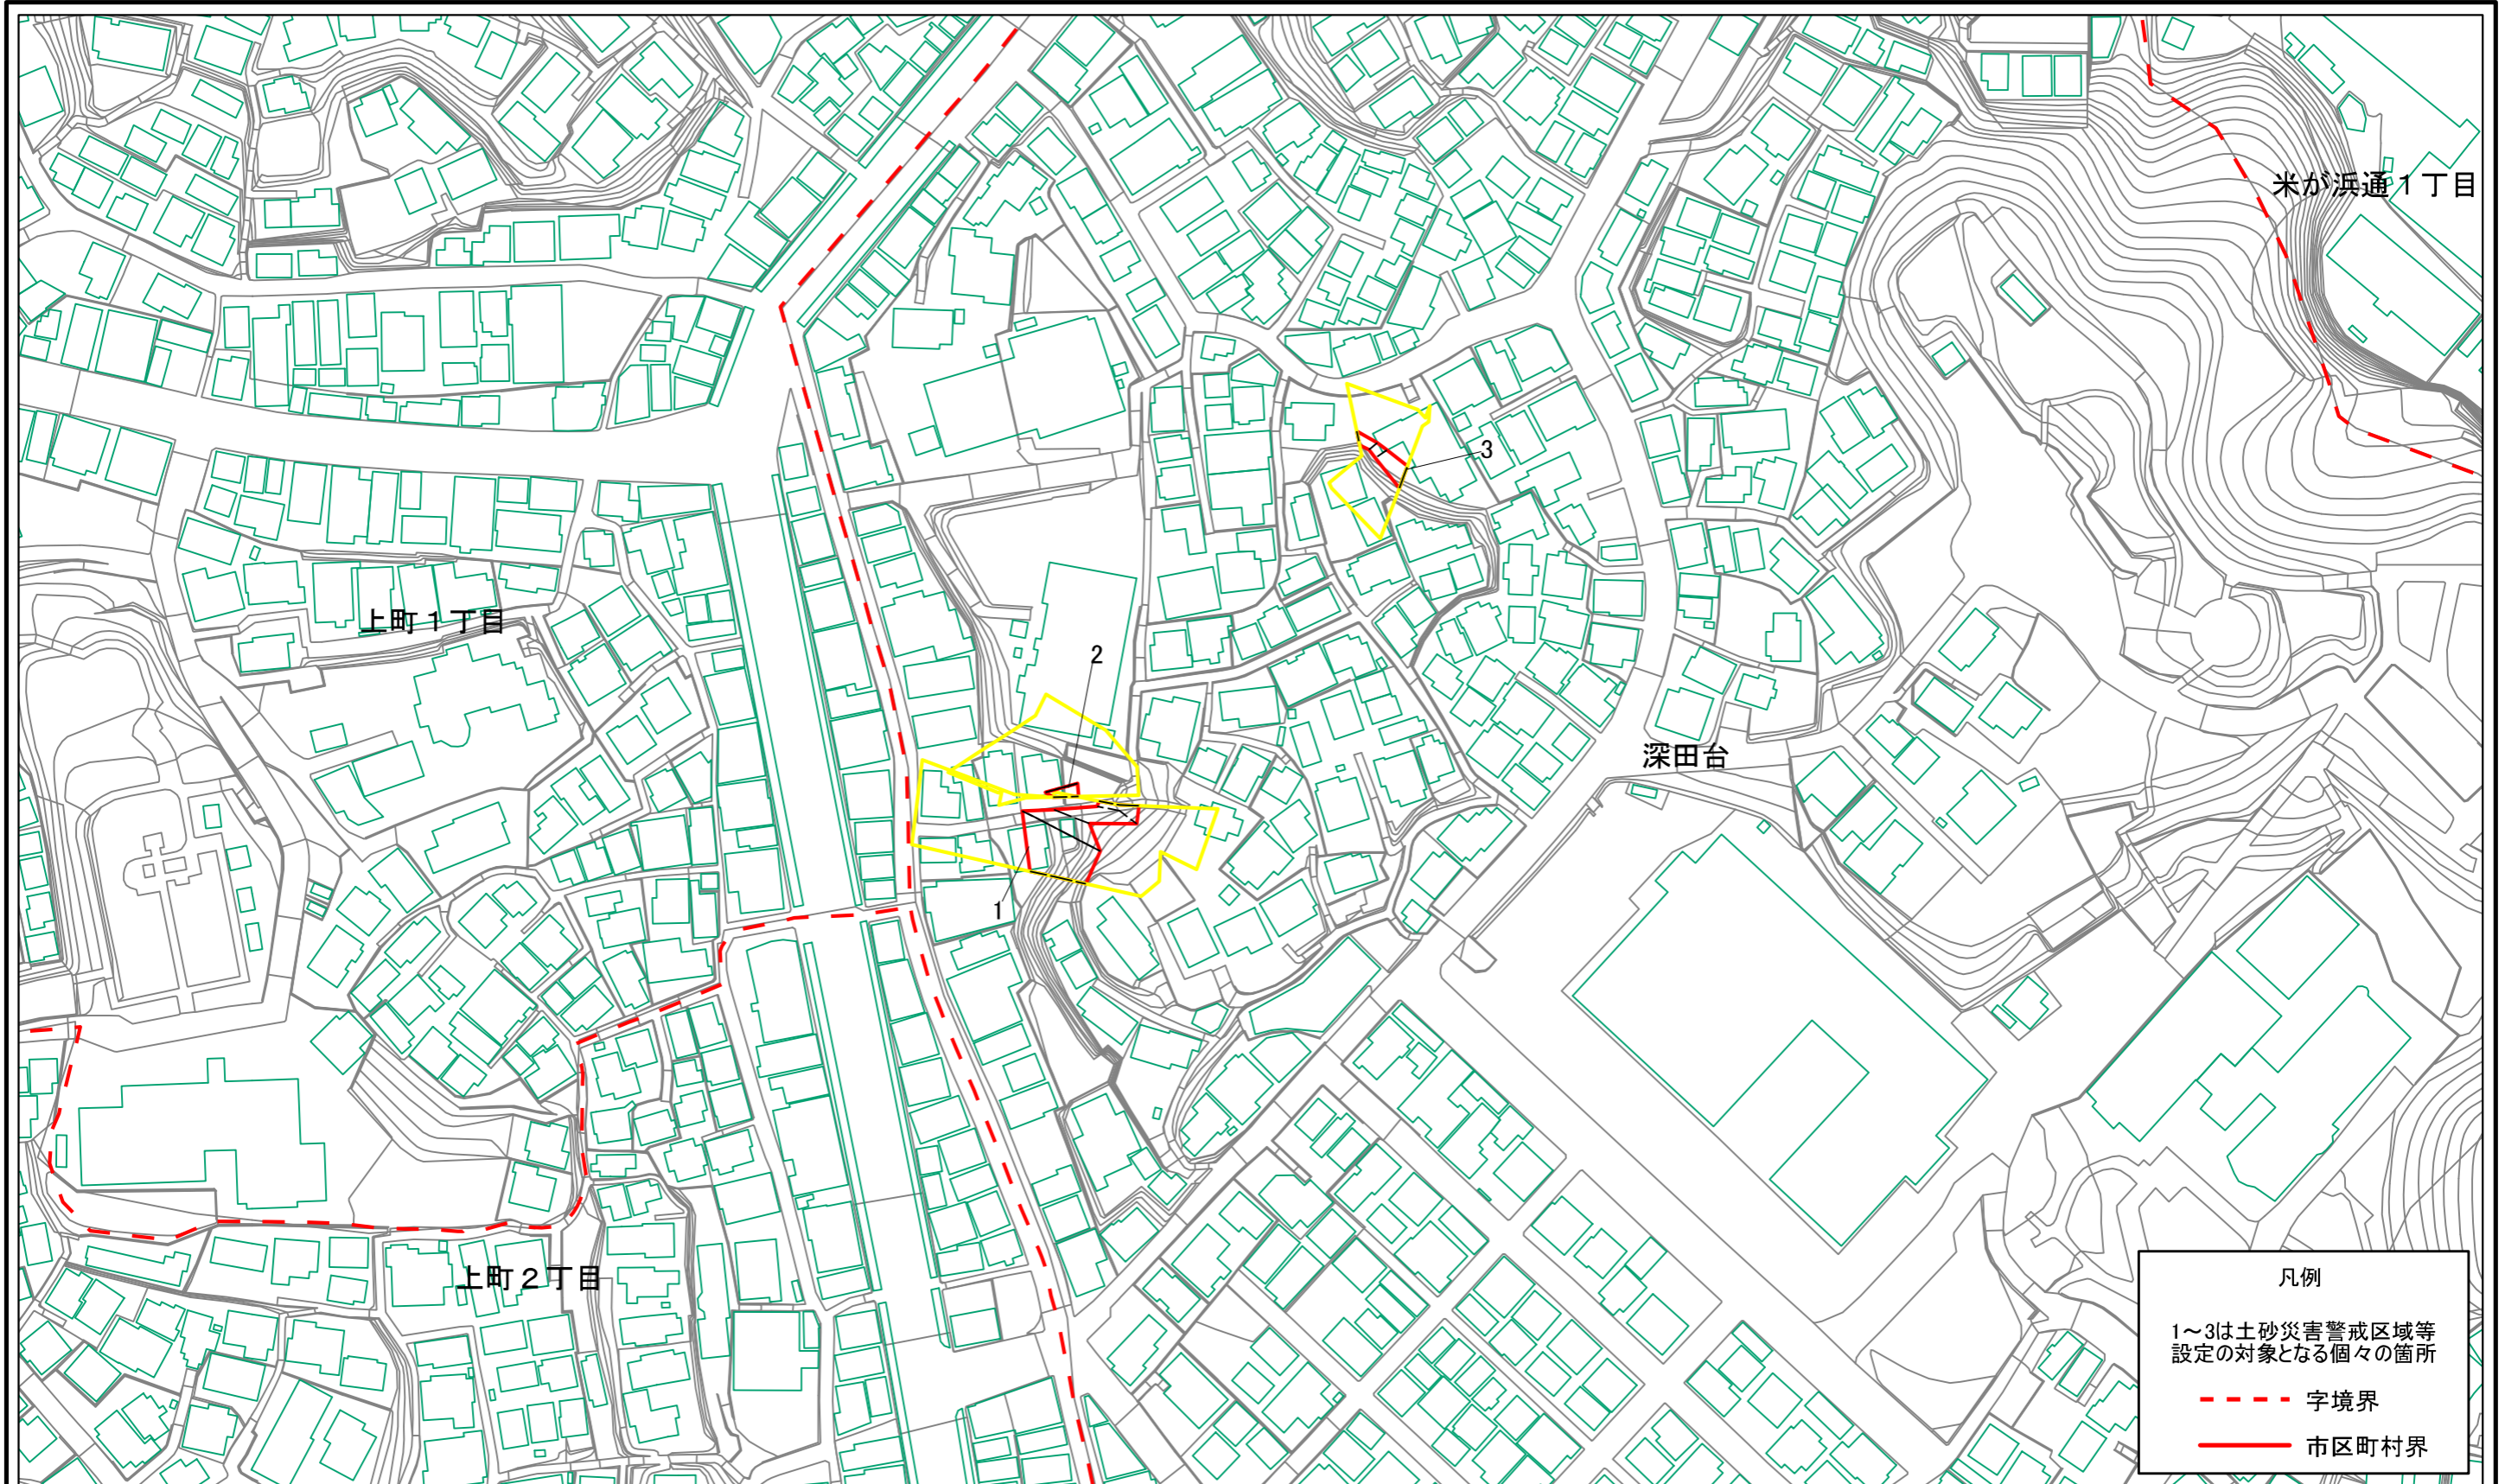 米が浜通１丁目
3
上町１丁目
2
深田台
1
上町２丁目
凡例
1～3は土砂災害警戒区域等
設定の対象となる個々の箇所
字境界
市区町村界